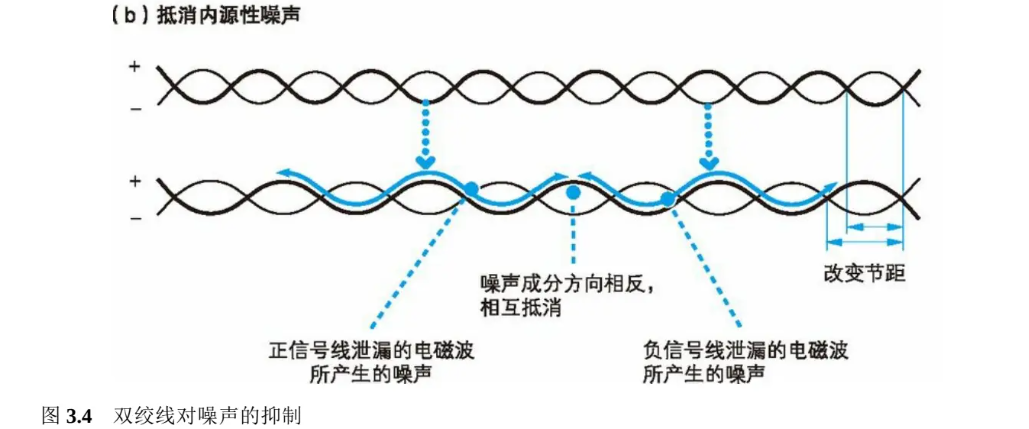 （b）抵消内源性噪声
+
−
+
−
改变节距
噪声成分方向相反，
相互抵消
正信号线泄漏的电磁波
所产生的噪声
负信号线泄漏的电磁波
所产生的噪声
图 3.4 双绞线对噪声的抑制